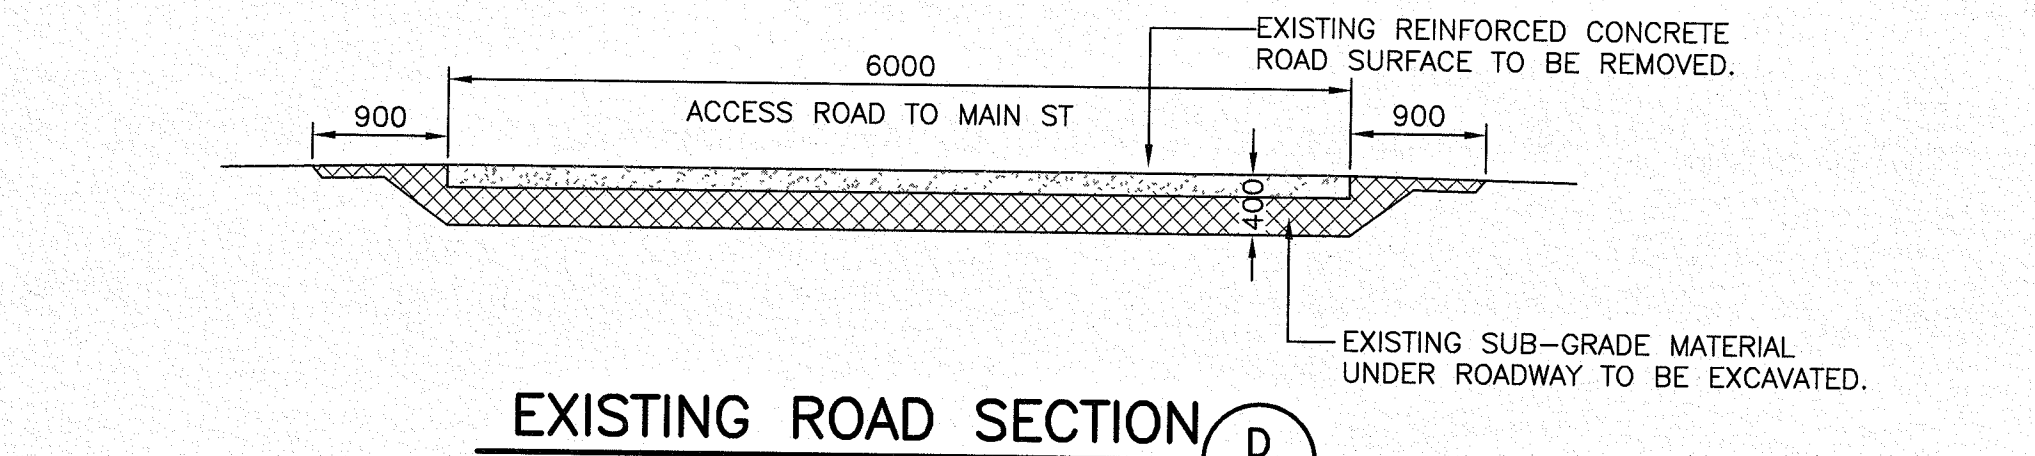 EXISTING REINFORCED CONCRETE
ROAD SURFACE TO BE REMOVED.
6000
ACCESS ROAD TO MAIN ST
900
900
400
EXISTING SUB-GRADE MATERIAL
UNDER ROADWAY TO BE EXCAVATED.
EXISTING ROAD SECTION
D